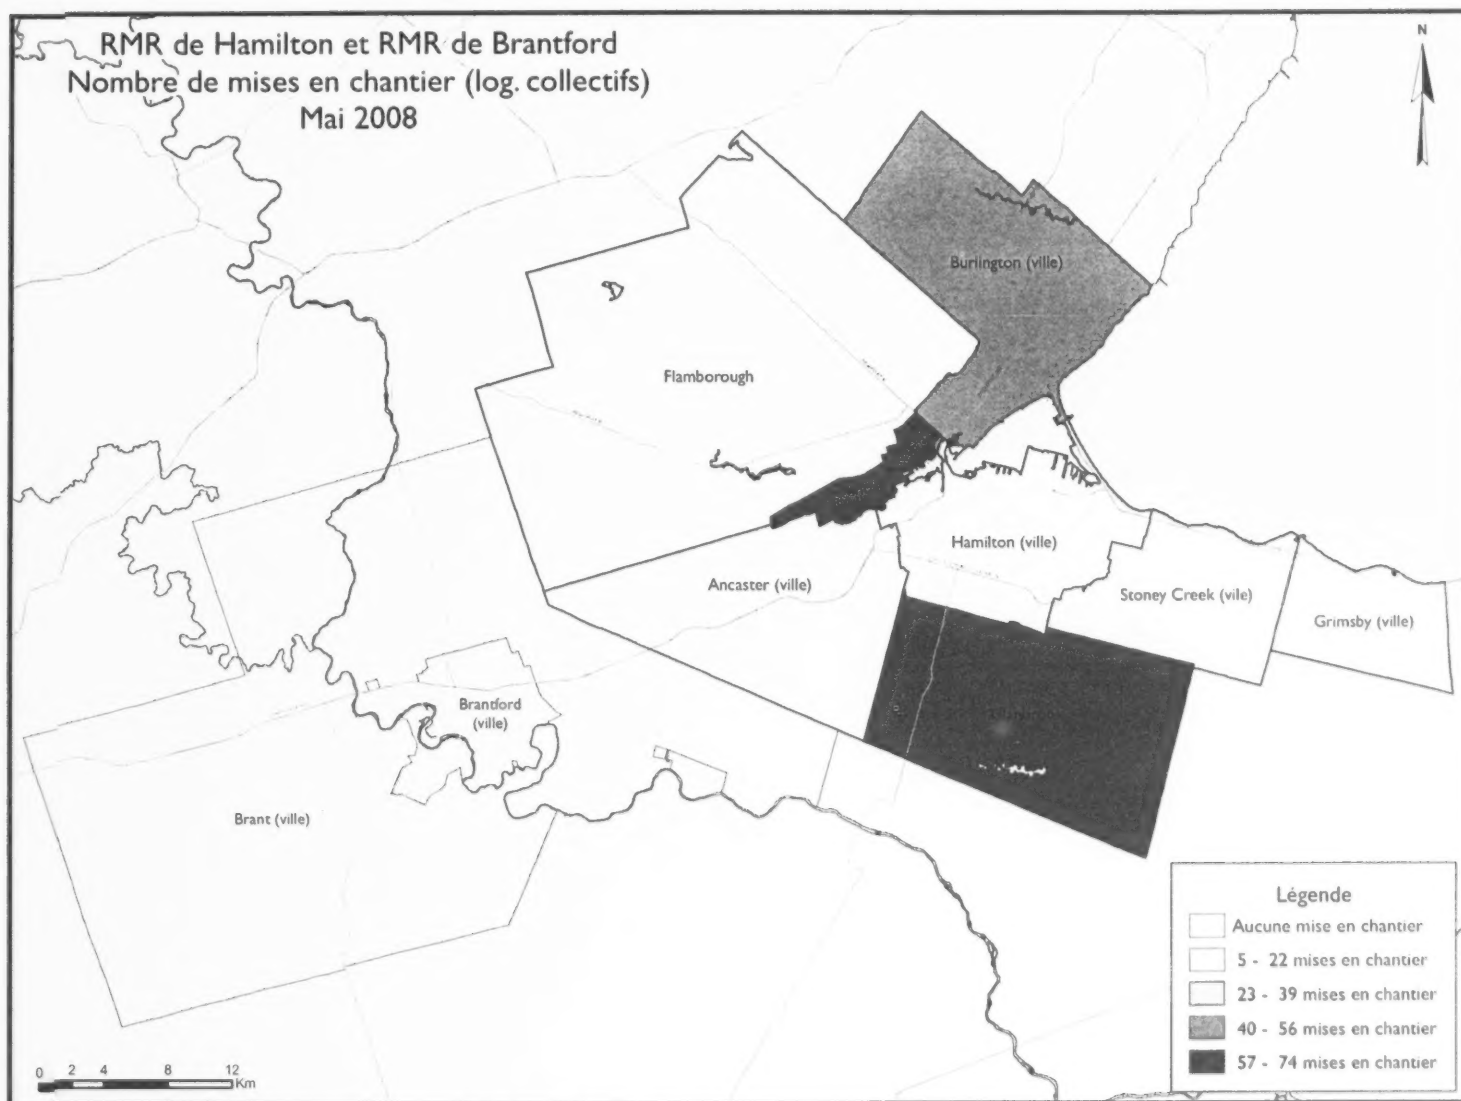 RMR de Hamilton et RMR de Brantford
Nombre de mises en chantier (log. collectifs)
Mai 2008
N
Burlington (ville)
Flamborough
Hamilton (ville)
Ancaster (ville)
Stoney Creek (vile)
Grimsby (ville)
Brantford
(ville)
Brant (ville)
Légende
Aucune mise en chantier
5 - 22 mises en chantier
23 - 39 mises en chantier
40 - 56 mises en chantier
57 - 74 mises en chantier
0 2 4 8 12
Km